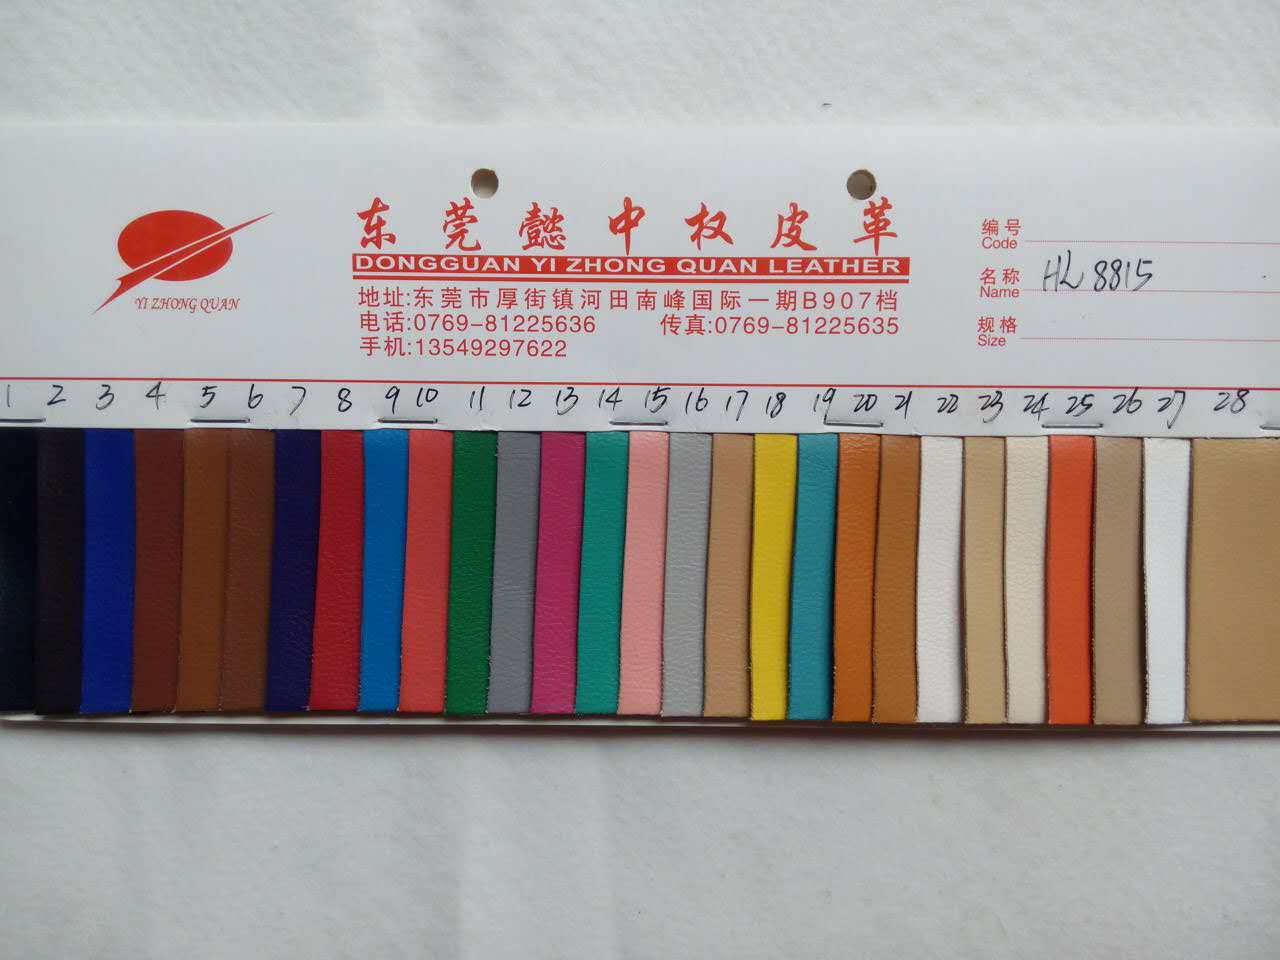 东莞懿中权皮革
DONGGUAN YI ZHONG QUAN LEATHER
YI ZHONG QUAN
地址:东莞市厚街镇河田南峰国际一期B907档
电话:0769-81225636 传真:0769-81225635
手机:13549297622
编号
Code
名称
Name HL8815
规格
Size
1 2 3 4 5 6 7 8 9 10 11 12 13 14 15 16 17 18 19 20 21 22 23 24 25 26 27 28